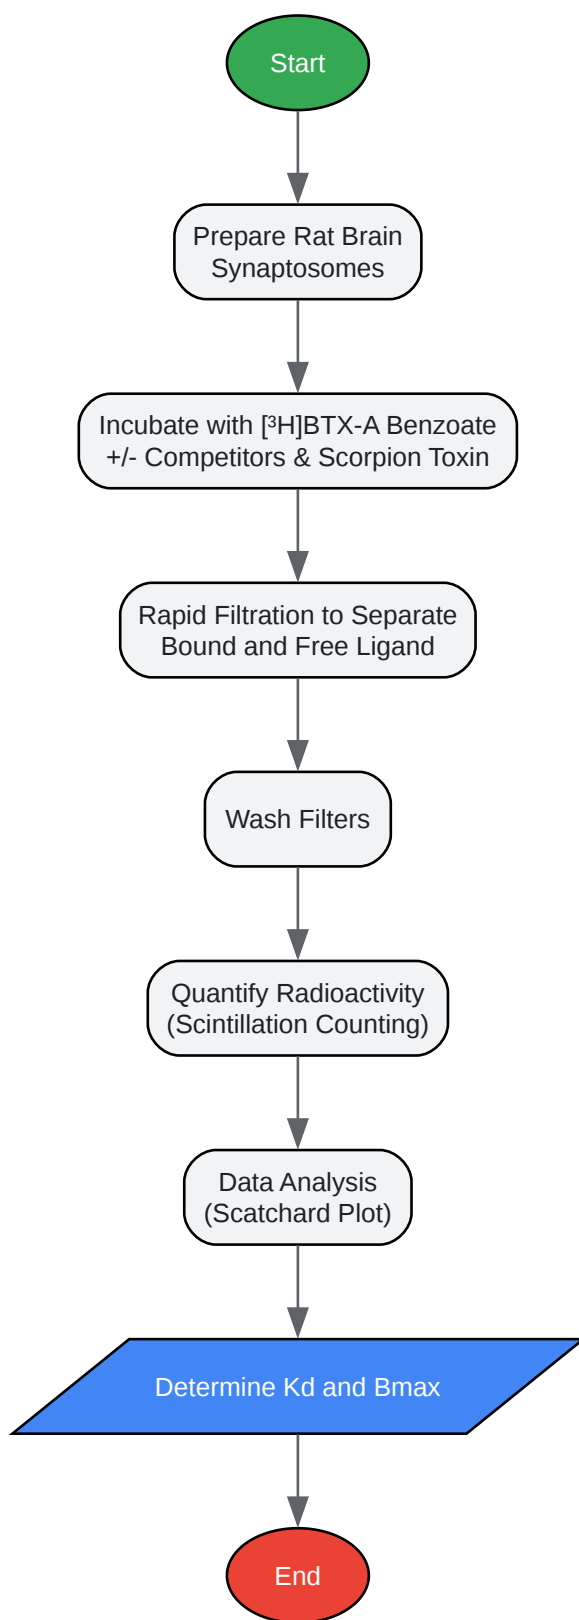 Start
Prepare Rat Brain
Synaptosomes
Incubate with [³H]BTX-A Benzoate
+/- Competitors & Scorpion Toxin
Rapid Filtration to Separate
Bound and Free Ligand
Wash Filters
Quantify Radioactivity
(Scintillation Counting)
Data Analysis
(Scatchard Plot)
Determine Kd and Bmax
End